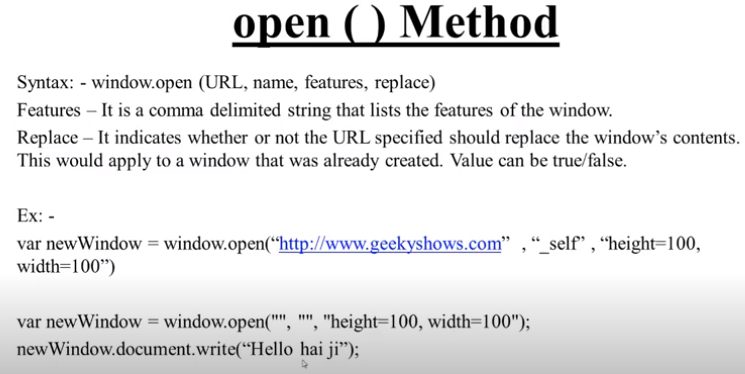 open ( ) Method
Syntax: - window.open (URL, name, features, replace)
Features – It is a comma delimited string that lists the features of the window.
Replace – It indicates whether or not the URL specified should replace the window’s contents.
This would apply to a window that was already created. Value can be true/false.
Ex: -
var newWindow = window.open(“http://www.geekyshows.com” , “_self” , “height=100,
width=100”)
var newWindow = window.open("", "", "height=100, width=100");
newWindow.document.write(“Hello hai ji”);